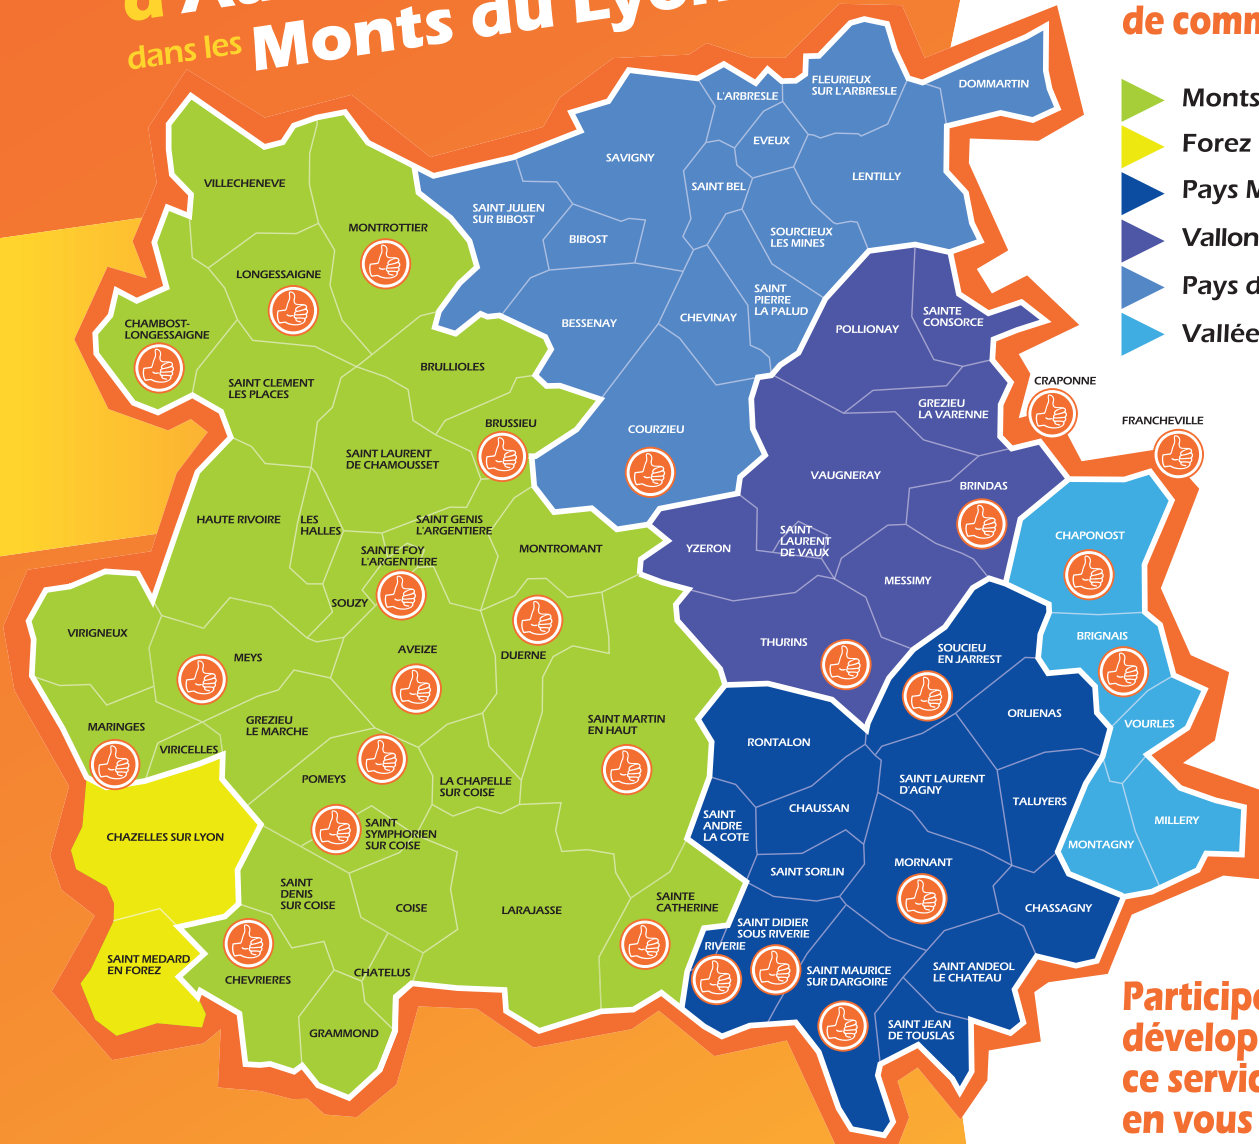 dans les Monts du Lyon
de comm
Monts
Forez
Pays M
Vallon
Pays d
Vallée
DOMMARTIN
FLEURIEUX
SUR L'ARBRESLE
L'ARBRESLE
EVEUX
SAVIGNY
LENTILLY
SAINT BEL
SAINT JULIEN
SUR BIBOST
BIBOST
SOURCIEUX
LES MINES
SAINT
PIERRE
LA PALUD
BESSENAY
CHEVINAY
COURZIEU
VILLECHENEVE
MONTROTTIER
LONGESSAIGNE
CHAMBOST-
LONGESSAIGNE
BRULLIOLES
SAINT CLEMENT
LES PLACES
BRUSSIEU
SAINT LAURENT
DE CHAMOUSSET
HAUTE RIVOIRE
LES
HALLES
SAINT GENIS
L'ARGENTIERE
SAINTE FOY
L'ARGENTIERE
MONTROMANT
SOUZY
VIRIGNEUX
MEYS
AVEIZE
DUERNE
MARINGES
VIRICELLES
GREZIEU
LE MARCHE
SAINT MARTIN
EN HAUT
POMEYS
LA CHAPELLE
SUR COISE
SAINT
SYMPHORIEN
SUR COISE
CHAZELLES SUR LYON
SAINT
DENIS
SUR COISE
COISE
LARAJASSE
SAINTE
CATHERINE
SAINT MEDARD
EN FOREZ
CHEVRIERES
CHATELUS
GRAMMOND
POLLIONAY
SAINTE
CONSORCE
GREZIEU
LA VARENNE
CRAPONNE
FRANCHEVILLE
VAUGNERAY
BRINDAS
YZERON
SAINT
LAURENT
DE VAUX
MESSIMY
THURINS
CHAPONOST
BRIGNAIS
VOURLES
MILLERY
MONTAGNY
SOUCIEU
EN JARREST
ORLIENAS
RONTALON
SAINT LAURENT
D'AGNY
TALUYERS
CHAUSSAN
SAINT
ANDRE
LA COTE
SAINT SORLIN
MORNANT
CHASSAGNY
SAINT DIDIER
SOUS RIVERIE
RIVERIE
SAINT MAURICE
SUR DARGOIRE
SAINT ANDEOL
LE CHATEAU
SAINT JEAN
DE TOUSLAS
Participe
dévelop
ce servic
en vous